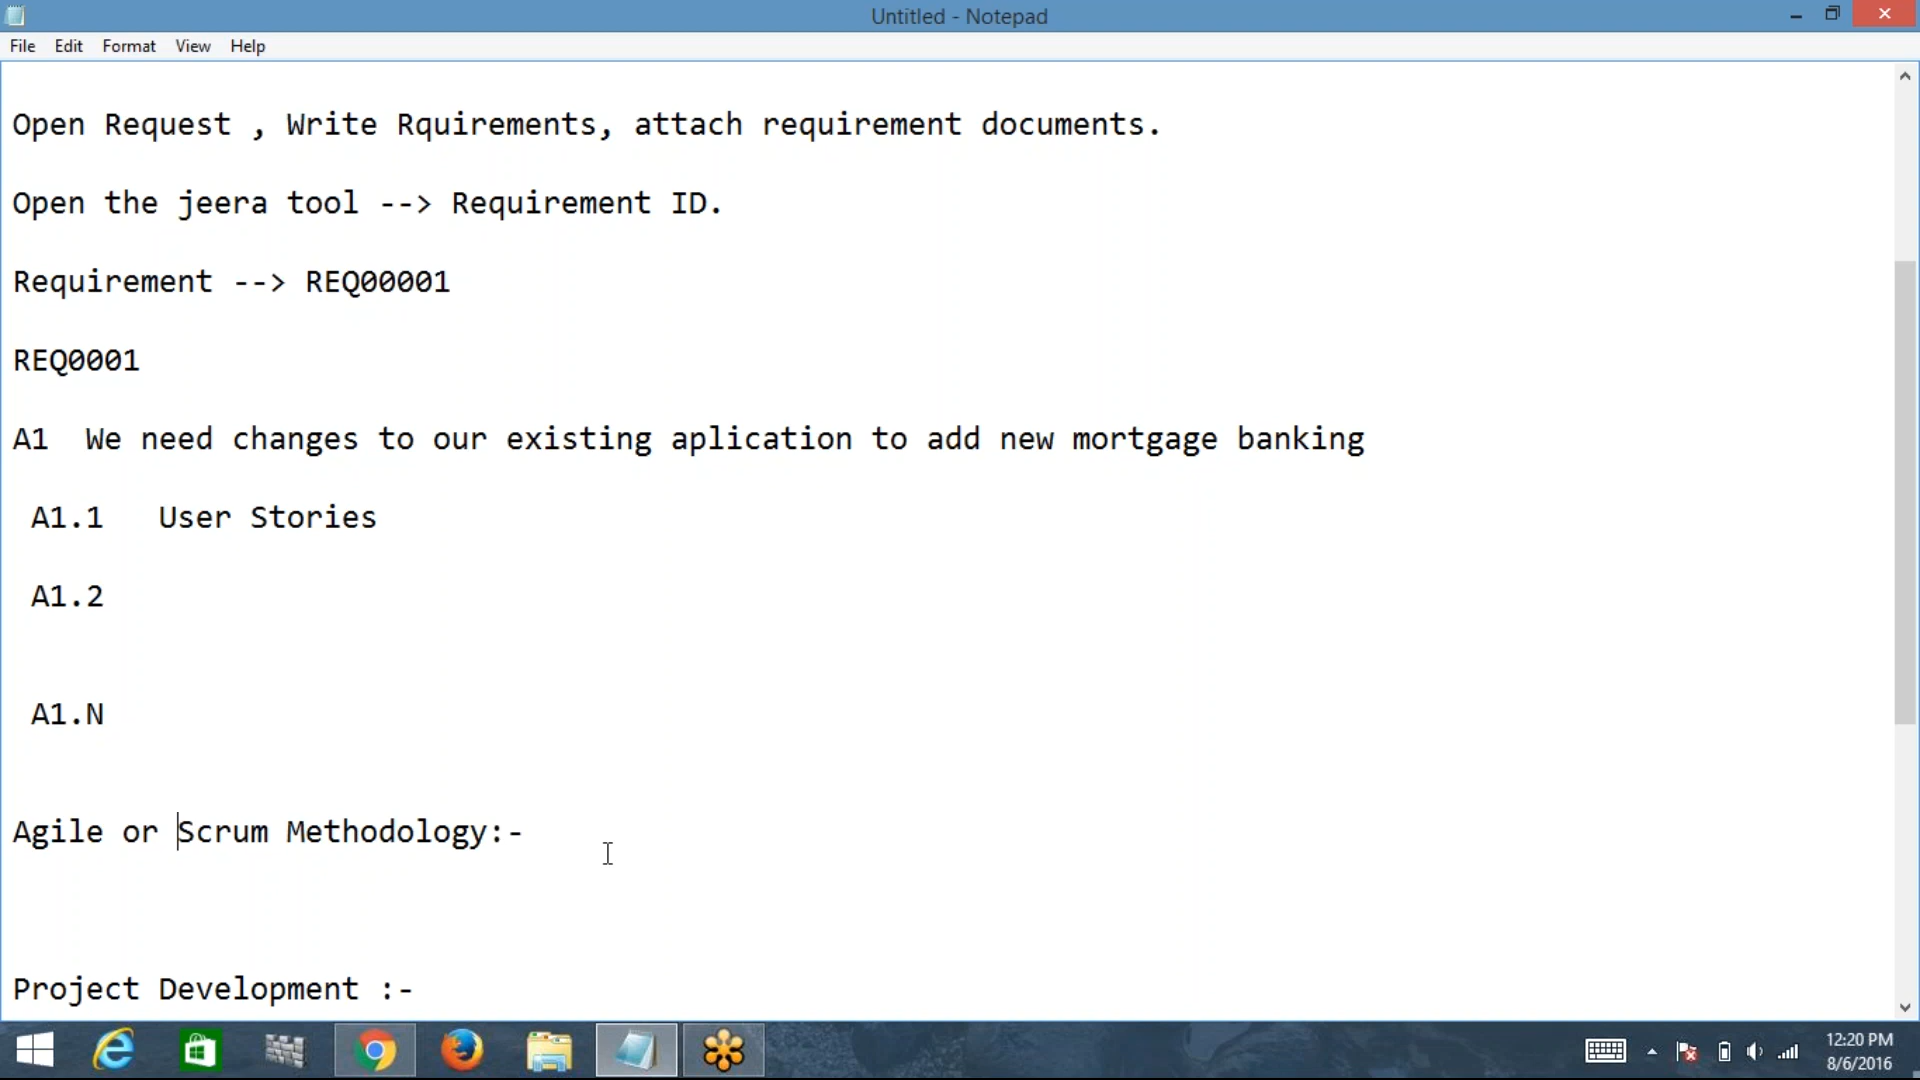 Untitled - Notepad
File Edit Format View Help
Open Request , Write Rquirements, attach requirement documents.
Open the jeera tool --> Requirement ID.
Requirement --> REQ00001
REQ0001
A1 We need changes to our existing aplication to add new mortgage banking
A1.1 User Stories
A1.2
A1.N
Agile or Scrum Methodology:-
Project Development :-
12:20 PM
8/6/2016